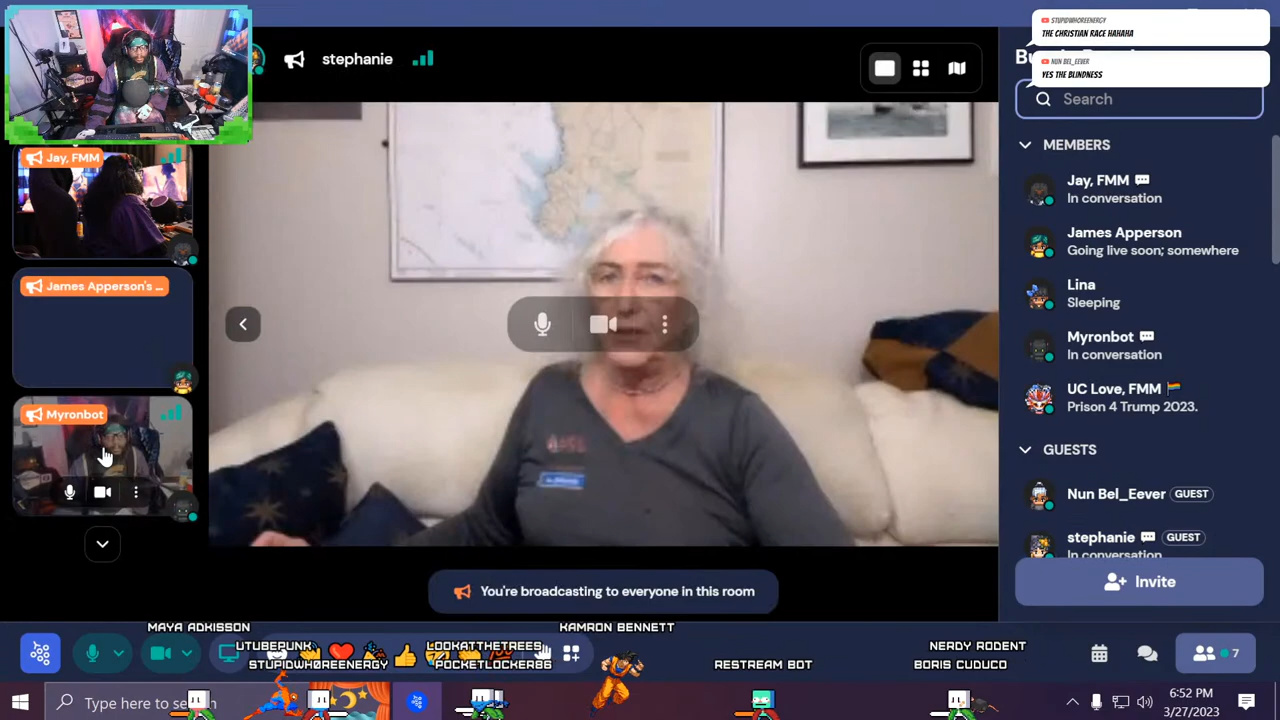 stephanie
STUPIDWHOREENERGY
THE CHRISTIAN RACE HAHAHA
NUN BEL_EEVER
YES THE BLINDNESS
Search
MEMBERS
Jay, FMM
In conversation
James Apperson
Going live soon; somewhere
Lina
Sleeping
Myronbot
In conversation
UC Love, FMM
Prison 4 Trump 2023.
GUESTS
Nun Bel_Eever GUEST
stephanie GUEST
In conversation
Invite
Jay, FMM
James Apperson's ...
Myronbot
You're broadcasting to everyone in this room
MAYA ADKISSON
KAMRON BENNETT
UTUBEPUNK
LOOKATTHETREES
NERDY RODENT
STUPIDWHOREENERGY
POCKETLOCKER86
RESTREAM BOT
BORIS CUDUCO
7
Type here to se
6:52 PM
3/27/2023